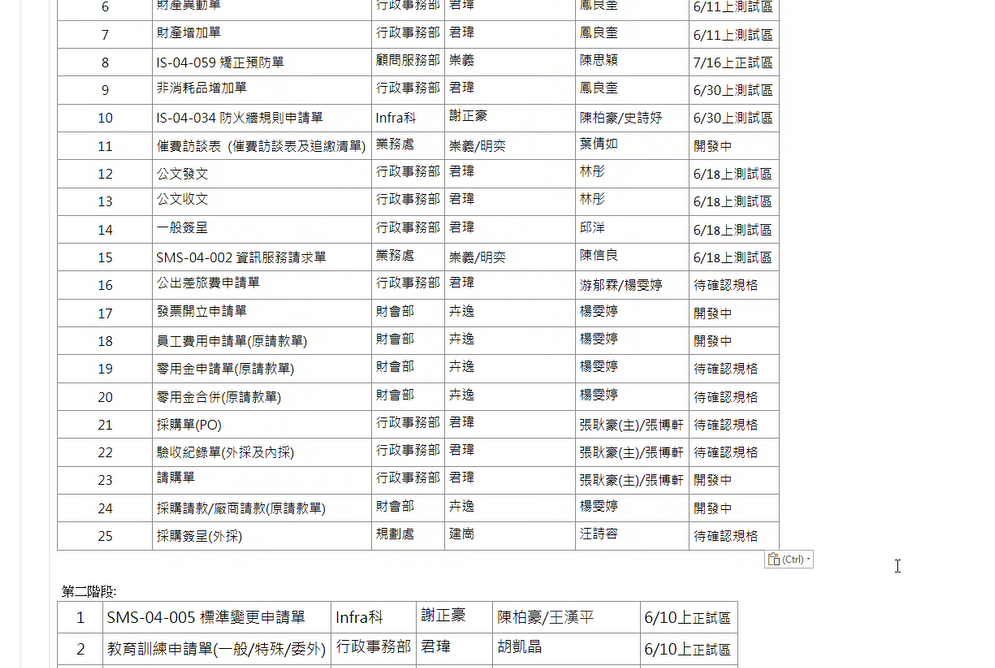 6 財產異動單 行政事務部 君瑋 鳳良奎 6/11上測試區
7 財產增加單 行政事務部 君瑋 鳳良奎 6/11上測試區
8 IS-04-059 矯正預防單 顧問服務部 崇義 陳思穎 7/16上正試區
9 非消耗品增加單 行政事務部 君瑋 鳳良奎 6/30上測試區
10 IS-04-034 防火牆規則申請單 Infra科 謝正豪 陳柏豪/史詩妤 6/30上測試區
11 催費訪談表 (催費訪談表及追繳清單) 業務處 崇義/明奕 葉倩如 開發中
12 公文發文 行政事務部 君瑋 林彤 6/18上測試區
13 公文收文 行政事務部 君瑋 林彤 6/18上測試區
14 一般簽呈 行政事務部 君瑋 邱洋 6/18上測試區
15 SMS-04-002 資訊服務請求單 業務處 崇義/明奕 陳信良 6/18上測試區
16 公出差旅費申請單 行政事務部 君瑋 游郁霖/楊雯婷 待確認規格
17 發票開立申請單 財會部 卉逸 楊雯婷 開發中
18 員工費用申請單(原請款單) 財會部 卉逸 楊雯婷 開發中
19 零用金申請單(原請款單) 財會部 卉逸 楊雯婷 待確認規格
20 零用金合併(原請款單) 財會部 卉逸 楊雯婷 待確認規格
21 採購單(PO) 行政事務部 君瑋 張耿豪(主)/張博軒 待確認規格
22 驗收紀錄單(外採及內採) 行政事務部 君瑋 張耿豪(主)/張博軒 待確認規格
23 請購單 行政事務部 君瑋 張耿豪(主)/張博軒 開發中
24 採購請款/廠商請款(原請款單) 財會部 卉逸 楊雯婷 開發中
25 採購簽呈(外採) 規劃處 建崗 汪詩容 待確認規格
(Ctrl)
第二階段:
1 SMS-04-005 標準變更申請單 Infra科 謝正豪 陳柏豪/王漢平 6/10上正試區
2 教育訓練申請單(一般/特殊/委外) 行政事務部 君瑋 胡凱晶 6/10上正試區